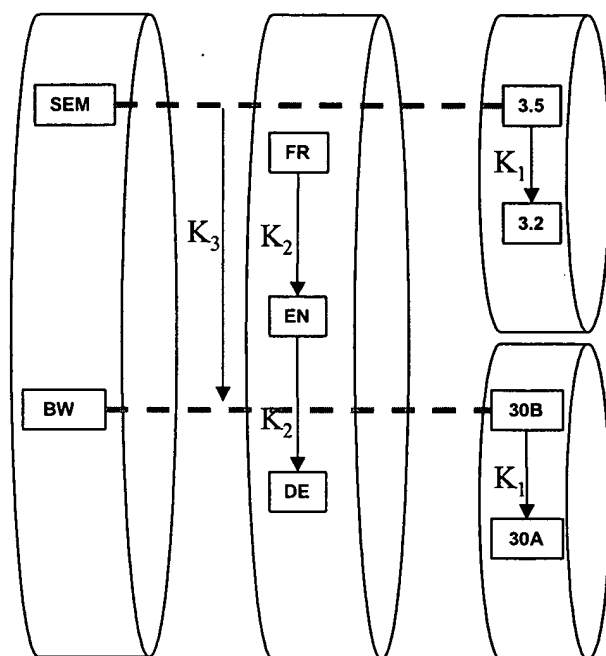 SEM
3.5
FR
K₁
K₂
3.2
K₃
EN
BW
30B
K₂
DE
K₁
30A